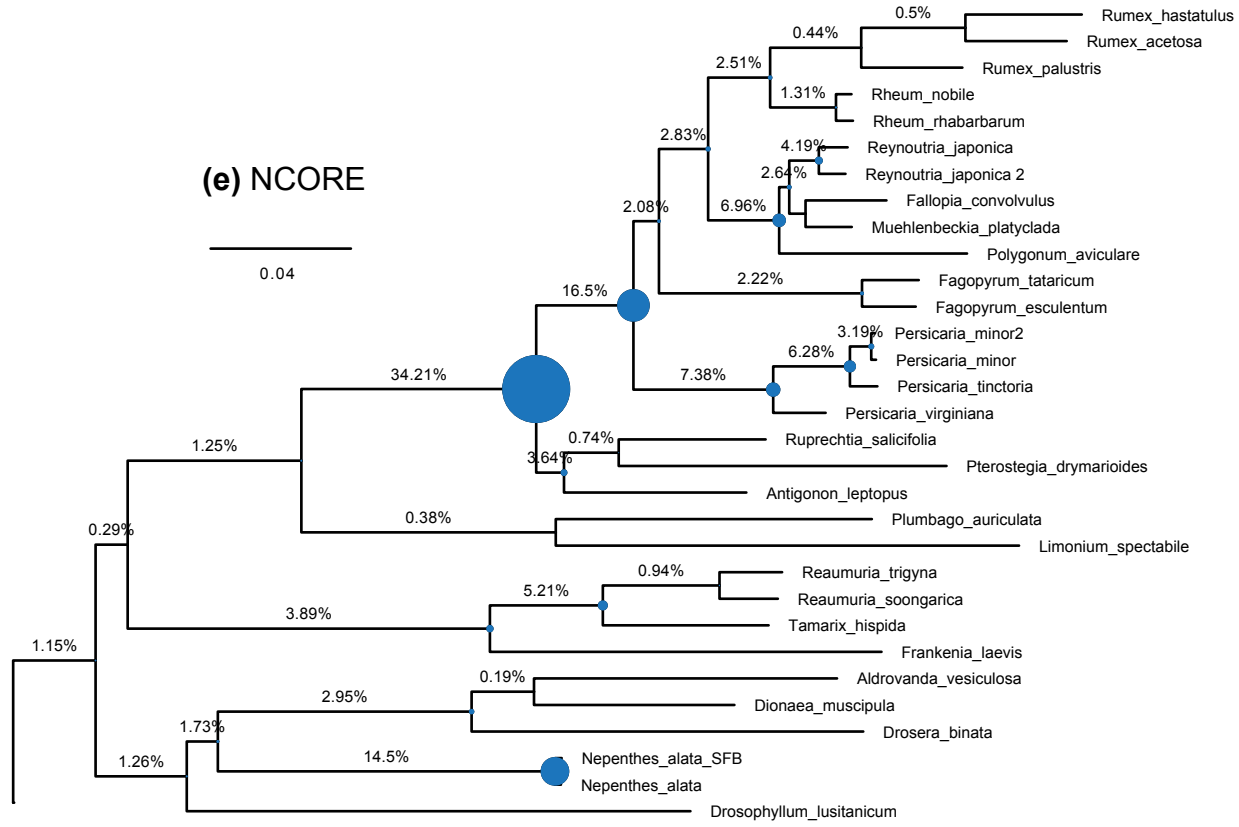 0.5%
Rumex_hastatulus
0.44%
Rumex_acetosa
2.51%
Rumex_palustris
1.31%
Rheum_nobile
Rheum_rhabarbarum
2.83%
4.19%
Reynoutria_japonica
2.64%
Reynoutria_japonica 2
(e) NCORE
2.08%
6.96%
Fallopia_convolvulus
Muehlenbeckia_platyclada
Polygonum_aviculare
0.04
2.22%
Fagopyrum_tataricum
16.5%
Fagopyrum_esculentum
3.19%
Persicaria_minor2
6.28%
Persicaria_minor
34.21%
7.38%
Persicaria_tinctoria
Persicaria_virginiana
0.74%
Ruprechtia_salicifolia
1.25%
3.64%
Pterostegia_drymarioides
Antigonon_leptopus
0.38%
Plumbago_auriculata
0.29%
Limonium_spectabile
0.94%
Reaumuria_trigyna
5.21%
Reaumuria_soongarica
3.89%
Tamarix_hispida
1.15%
Frankenia_laevis
0.19%
Aldrovanda_vesiculosa
2.95%
Dionaea_muscipula
1.73%
Drosera_binata
1.26%
14.5%
Nepenthes_alata_SFB
Nepenthes_alata
Drosophyllum_lusitanicum